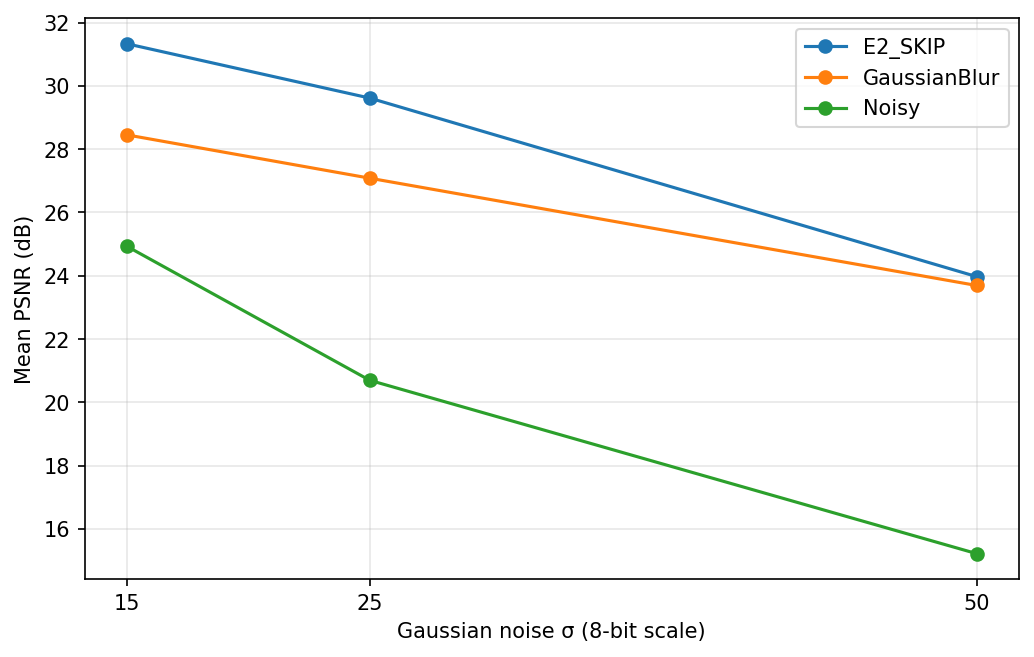 32
30
28
26
24
22
20
18
16
Mean PSNR (dB)
E2_SKIP
GaussianBlur
Noisy
15
25
50
Gaussian noise σ (8-bit scale)